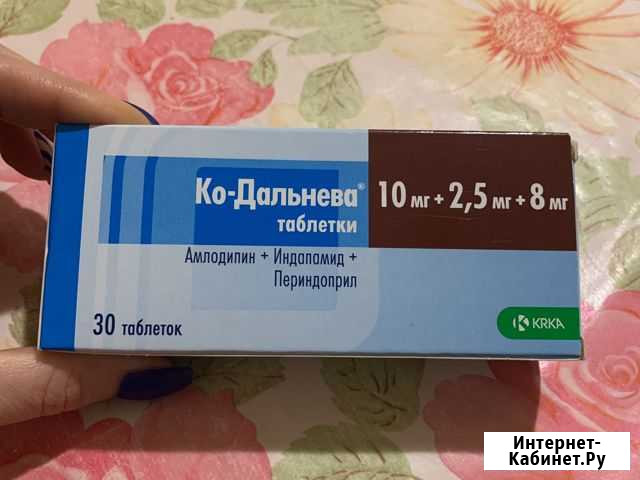 Ко-Дальнева®
таблетки
10 мг + 2,5 мг + 8 мг
Амлодипин + Индапамид +
Периндоприл
30 таблеток
KRKA
Интернет-
Кабинет.Ру